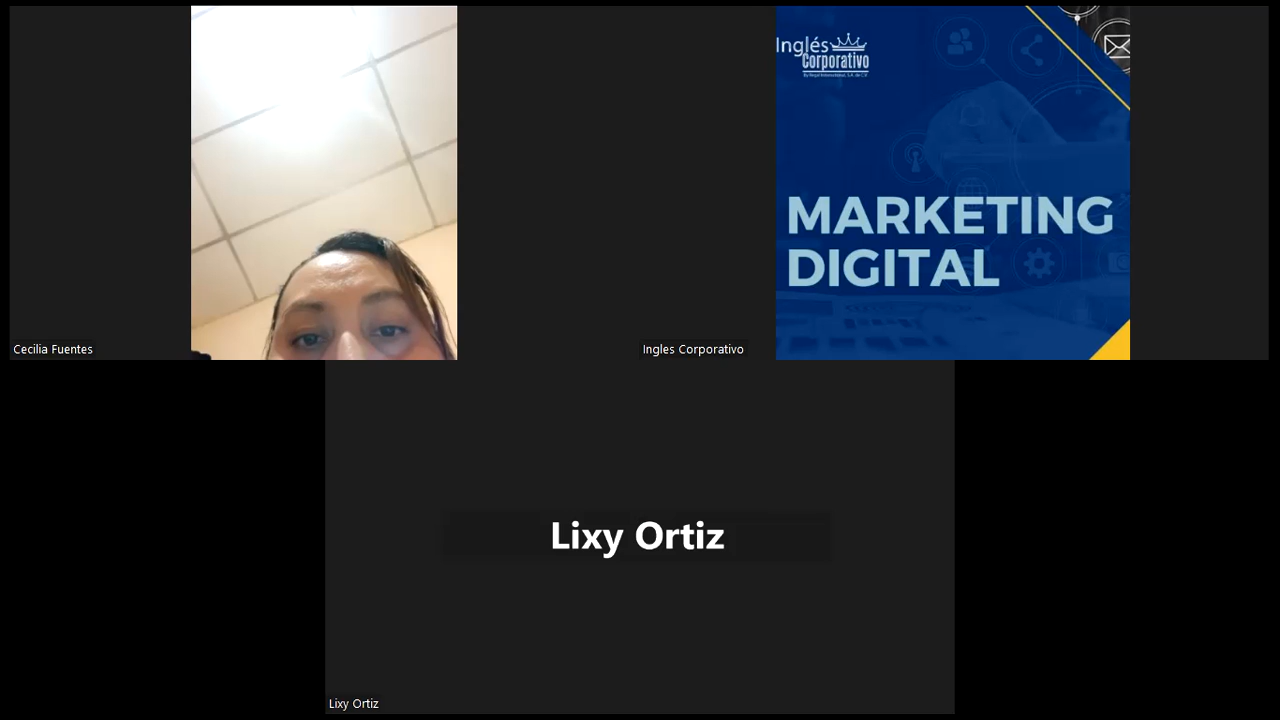 Inglés
Corporativo
MARKETING
DIGITAL
Cecilia Fuentes
Ingles Corporativo
Lixy Ortiz
Lixy Ortiz